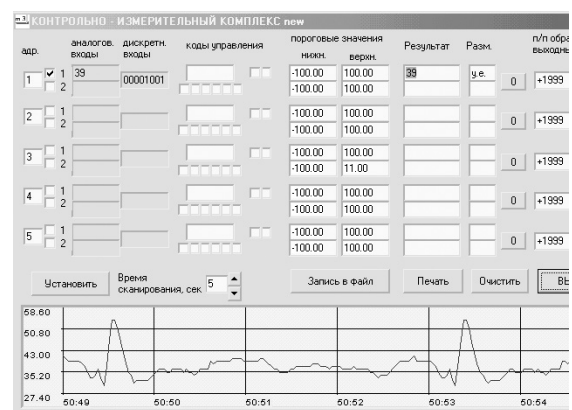 КОНТРОЛЬНО - ИЗМЕРИТЕЛЬНЫЙ КОМПЛЕКС new
адр. аналогов. входы дискретн. входы коды управления пороговые значения нижн. верхн. Результат Разм. п/п обра выходны
1 1 39 00001001 -100.00 100.00 39 у.е. 0 +1999
2 -100.00 100.00
2 1 -100.00 100.00 0 +1999
2 -100.00 100.00
3 1 -100.00 100.00 0 +1999
2 -100.00 11.00
4 1 -100.00 100.00 0 +1999
2 -100.00 100.00
5 1 -100.00 100.00 0 +1999
2 -100.00 100.00
Установить Время сканирования, сек 5 Запись в файл Печать Очистить ВЫ
58.60
50.80
43.00
35.20
27.40
50:49 50:50 50:51 50:52 50:53 50:54